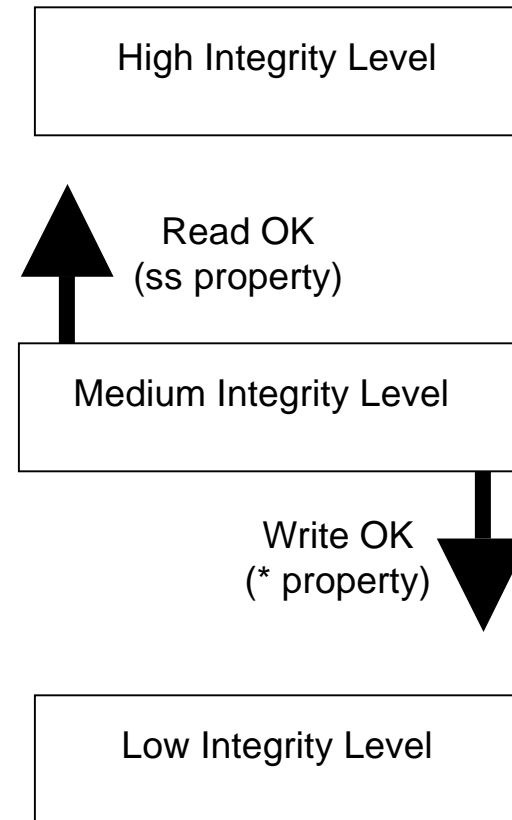 High Integrity Level
Read OK
(ss property)
Medium Integrity Level
Write OK
(* property)
Low Integrity Level